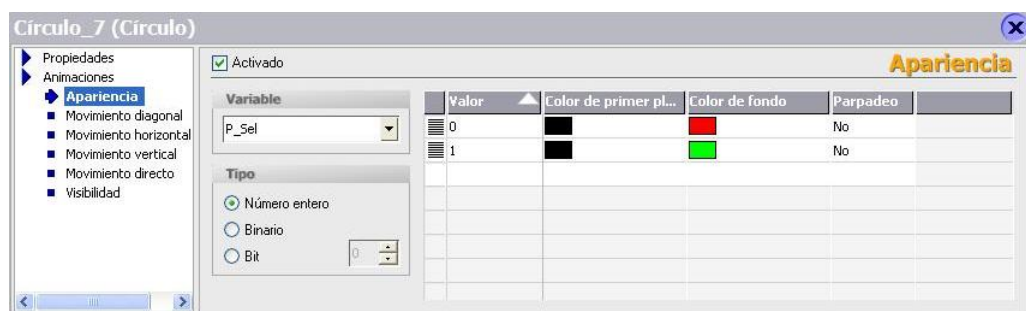 Círculo_7 (Círculo)
Propiedades
Animaciones
Apariencia
Movimiento diagonal
Movimiento horizontal
Movimiento vertical
Movimiento directo
Visibilidad
Activado
Apariencia
Variable
P_Sel
Tipo
Número entero
Binario
Bit
0
Valor Color de primer pl... Color de fondo Parpadeo
0 No
1 No